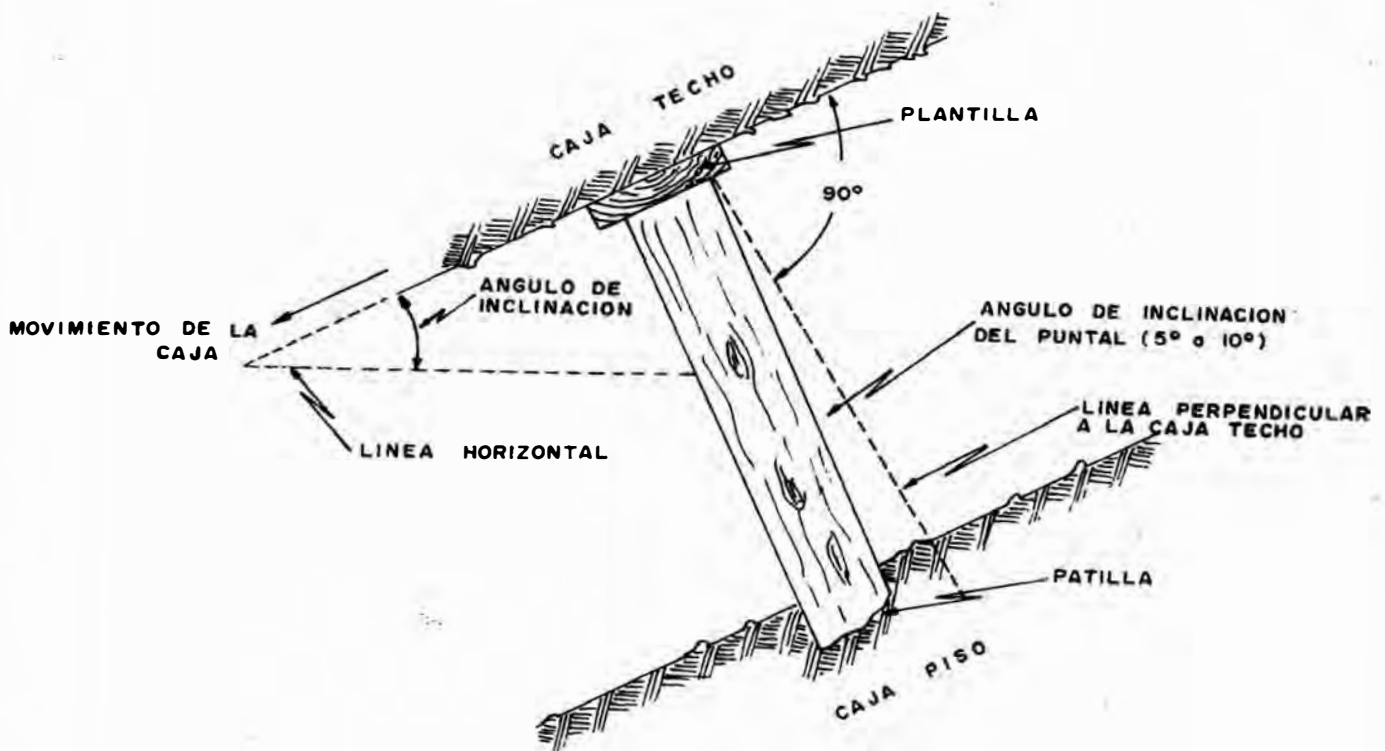 CAJA TECHO
PLANTILLA
90°
ANGULO DE
INCLINACION
MOVIMIENTO DE LA
CAJA
ANGULO DE INCLINACION
DEL PUNTAL (5° a 10°)
LINEA PERPENDICULAR
A LA CAJA TECHO
LINEA HORIZONTAL
PATILLA
CAJA PISO